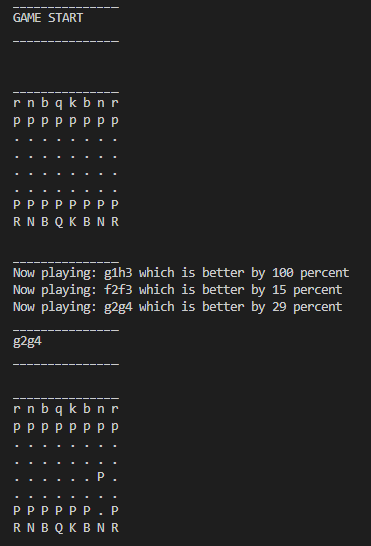 _______________
GAME START
_______________
_______________
r n b q k b n r
p p p p p p p p
. . . . . . . .
. . . . . . . .
. . . . . . . .
. . . . . . . .
P P P P P P P P
R N B Q K B N R
_______________
Now playing: g1h3 which is better by 100 percent
Now playing: f2f3 which is better by 15 percent
Now playing: g2g4 which is better by 29 percent
_______________
g2g4
_______________
_______________
r n b q k b n r
p p p p p p p p
. . . . . . . .
. . . . . . . .
. . . . . . P .
. . . . . . . .
P P P P P P . P
R N B Q K B N R